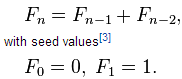 Fₙ = Fₙ₋₁ + Fₙ₋₂,
with seed values[3]
F₀ = 0, F₁ = 1.